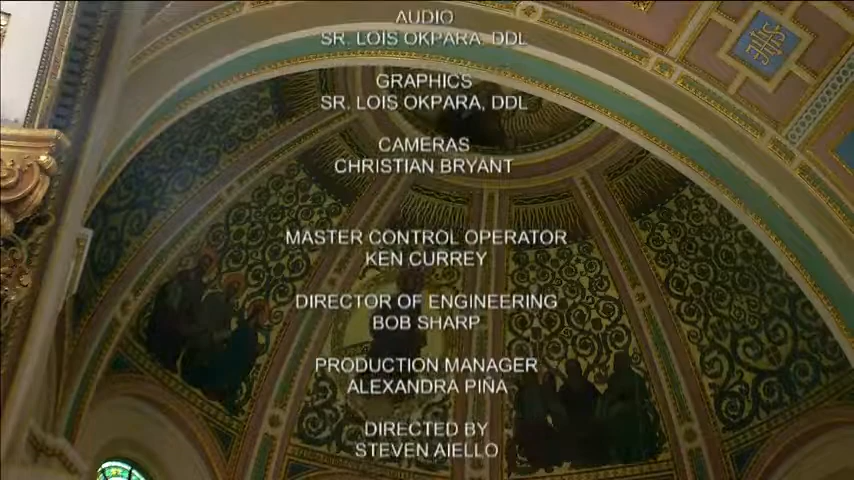 AUDIO
SR. LOIS OKPARA, DDL
GRAPHICS
SR. LOIS OKPARA, DDL
CAMERAS
CHRISTIAN BRYANT
MASTER CONTROL OPERATOR
KEN CURREY
DIRECTOR OF ENGINEERING
BOB SHARP
PRODUCTION MANAGER
ALEXANDRA PIÑA
DIRECTED BY
STEVEN AIELLO
IHS